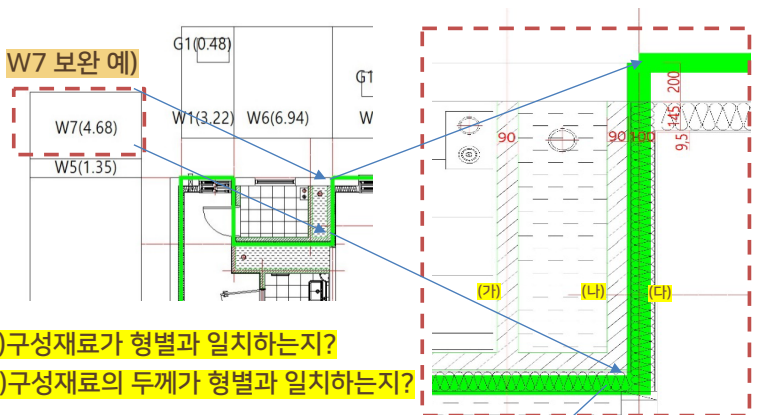 G1(0.48)
W7 보완 예)
G1
W7(4.68)
W1(3.22) W6(6.94) W
W5(1.35)
200
145
9,5
90
90,100
(가)
(나)
(다)
)구성재료가 형별과 일치하는지?
)구성재료의 두께가 형별과 일치하는지?